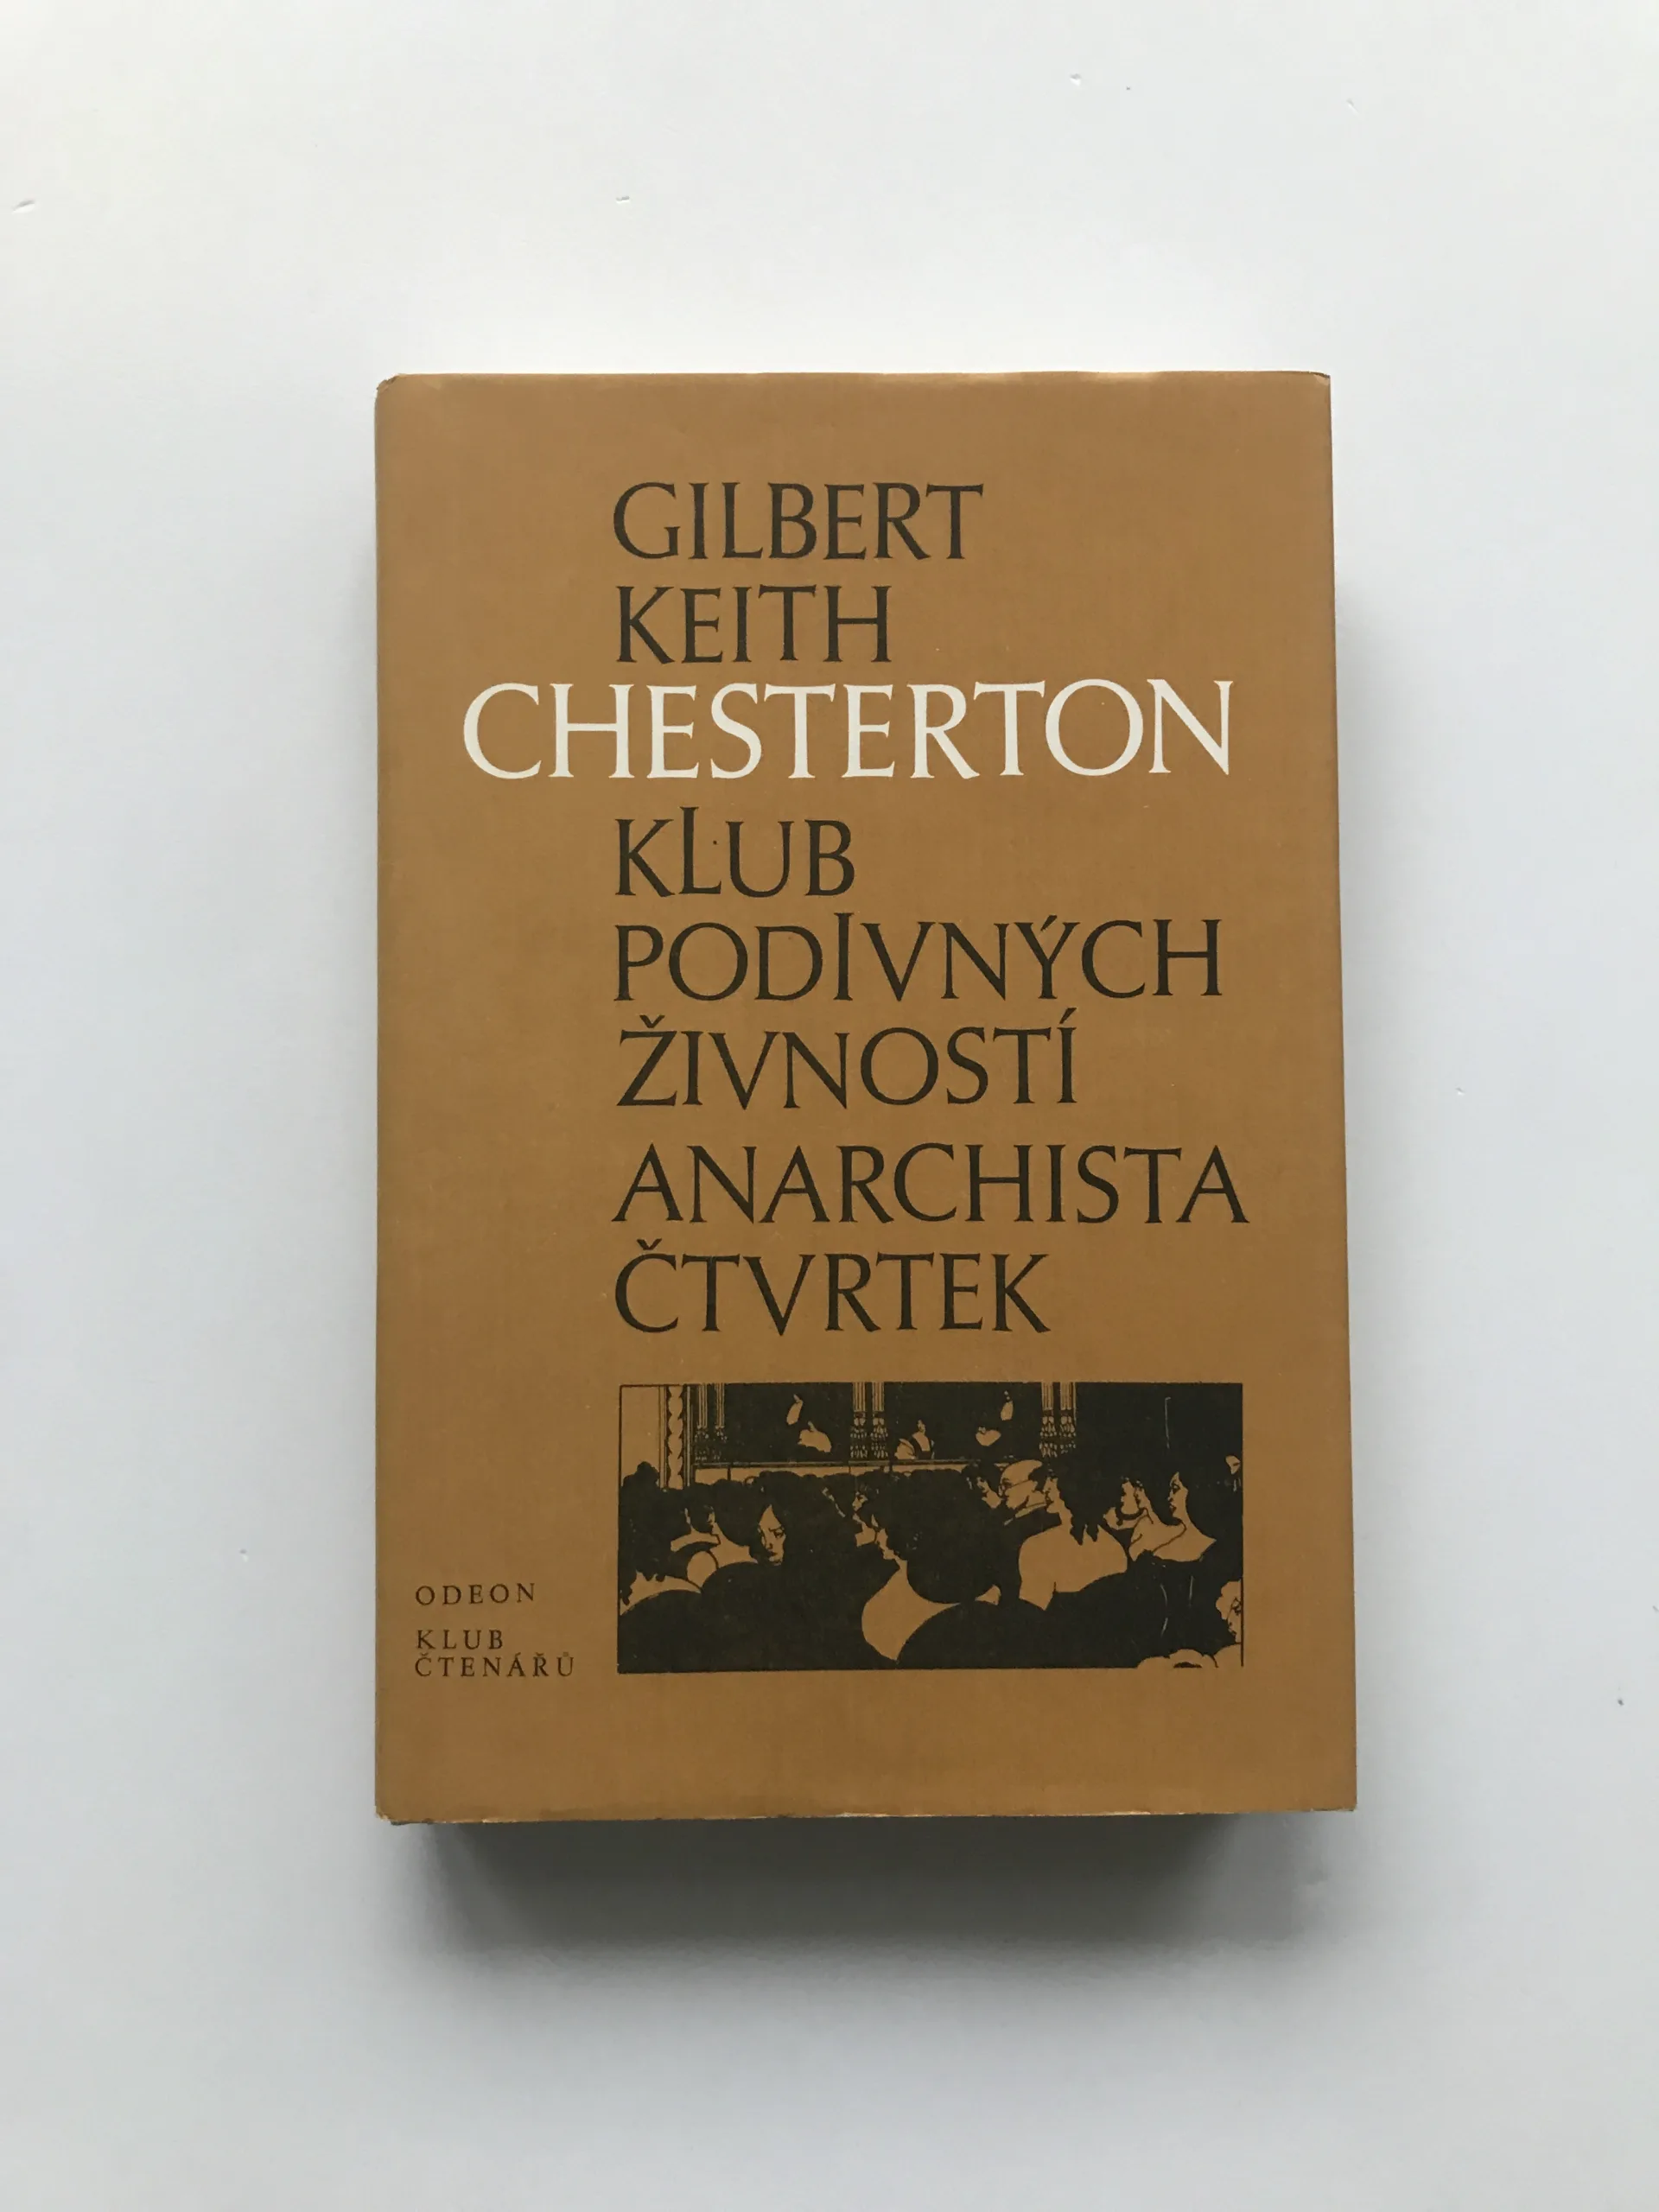 GILBERT
KEITH
CHESTERTON
KLUB
PODIVNÝCH
ŽIVNOSTÍ
ANARCHISTA
ČTVRTEK
ODEON
KLUB
ČTENÁŘŮ